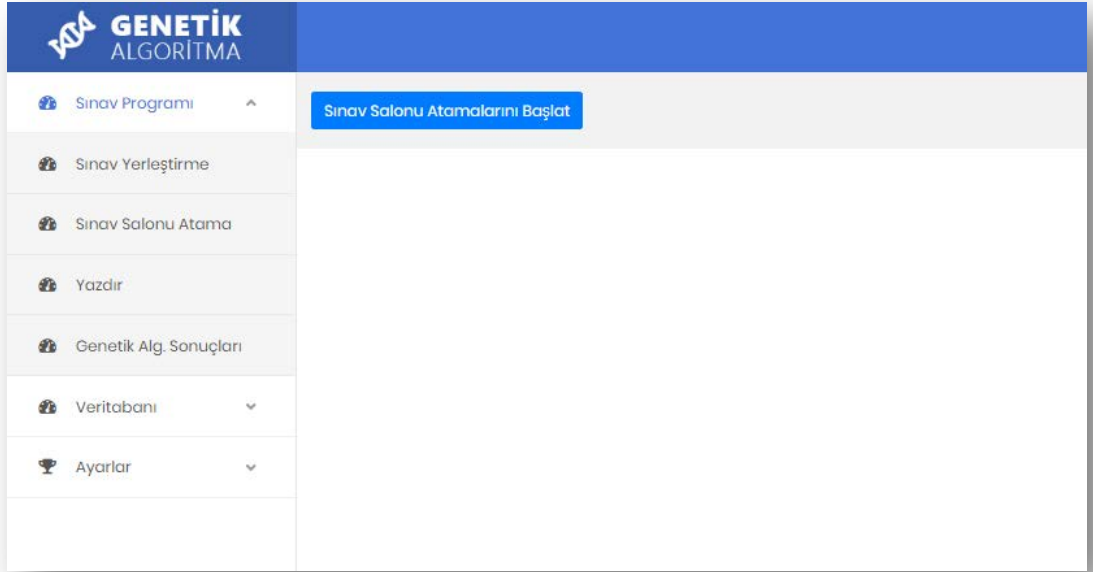 GENETİK
ALGORİTMA
Sınav Programı
Sınav Salonu Atamalarını Başlat
Sınav Yerleştirme
Sınav Salonu Atama
Yazdır
Genetik Alg. Sonuçları
Veritabanı
Ayarlar